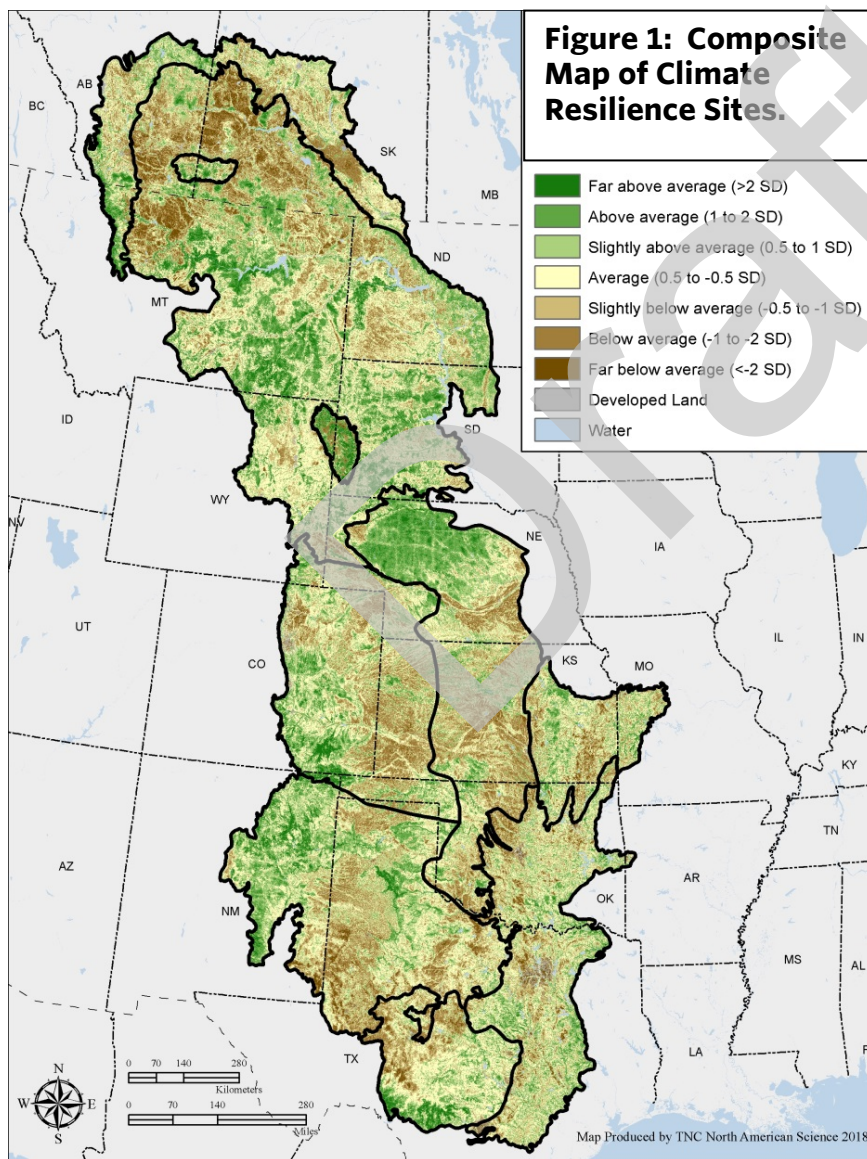 Figure 1: Composite
Map of Climate
Resilience Sites.
Draft
Far above average (>2 SD)
Above average (1 to 2 SD)
Slightly above average (0.5 to 1 SD)
Average (0.5 to -0.5 SD)
Slightly below average (-0.5 to -1 SD)
Below average (-1 to -2 SD)
Far below average (<-2 SD)
Developed Land
Water
AB
BC
SK
MB
ND
MT
ID
SD
WY
NV
NE
IA
UT
CO
KS
MO
IL
IN
KY
TN
AZ
NM
OK
AR
MS
AL
TX
LA
N
W E
S
0 70 140 280
Kilometers
0 70 140 280
Miles
Map Produced by TNC North American Science 2018